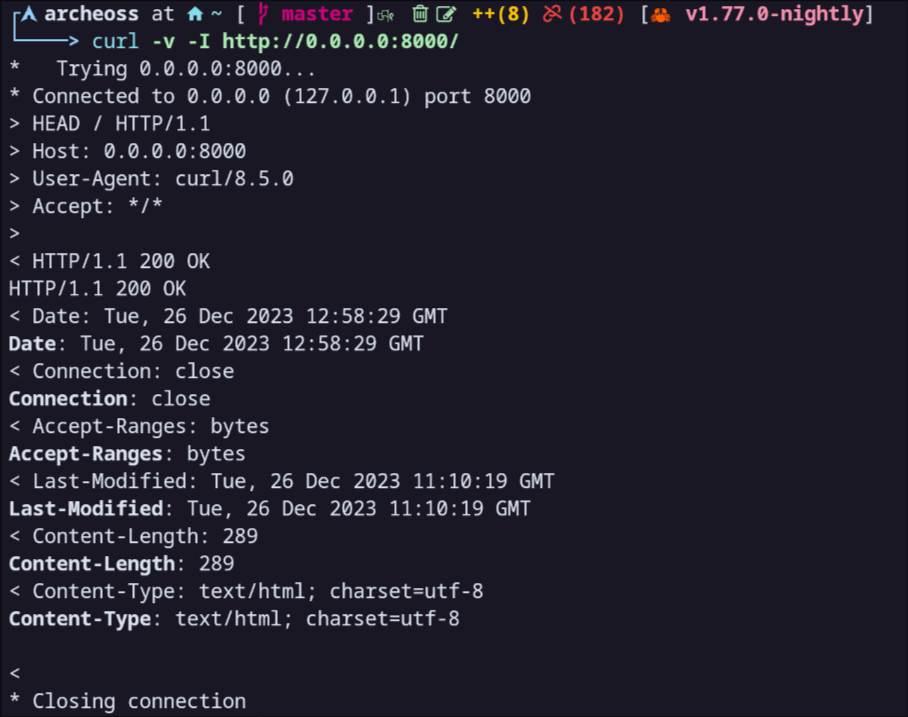 archeoss at ~ [ master ] ++(8) (182) [ v1.77.0-nightly]
> curl -v -I http://0.0.0.0:8000/
*   Trying 0.0.0.0:8000...
* Connected to 0.0.0.0 (127.0.0.1) port 8000
> HEAD / HTTP/1.1
> Host: 0.0.0.0:8000
> User-Agent: curl/8.5.0
> Accept: */*
>
< HTTP/1.1 200 OK
HTTP/1.1 200 OK
< Date: Tue, 26 Dec 2023 12:58:29 GMT
Date: Tue, 26 Dec 2023 12:58:29 GMT
< Connection: close
Connection: close
< Accept-Ranges: bytes
Accept-Ranges: bytes
< Last-Modified: Tue, 26 Dec 2023 11:10:19 GMT
Last-Modified: Tue, 26 Dec 2023 11:10:19 GMT
< Content-Length: 289
Content-Length: 289
< Content-Type: text/html; charset=utf-8
Content-Type: text/html; charset=utf-8
<
* Closing connection